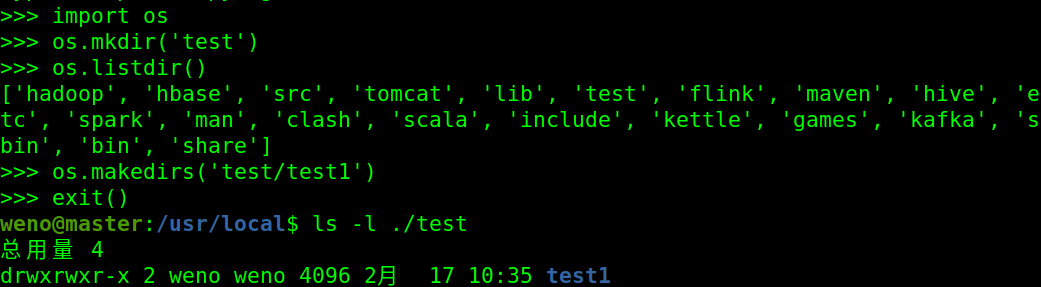 >>> import os
>>> os.mkdir('test')
>>> os.listdir()
['hadoop', 'hbase', 'src', 'tomcat', 'lib', 'test', 'flink', 'maven', 'hive', 'e
tc', 'spark', 'man', 'clash', 'scala', 'include', 'kettle', 'games', 'kafka', 's
bin', 'bin', 'share']
>>> os.makedirs('test/test1')
>>> exit()
weno@master:/usr/local$ ls -l ./test
总用量 4
drwxrwxr-x 2 weno weno 4096 2月  17 10:35 test1